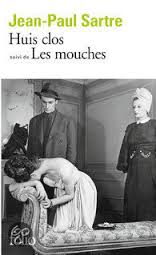 Jean-Paul Sartre
Huis clos
suivi de Les mouches
folio